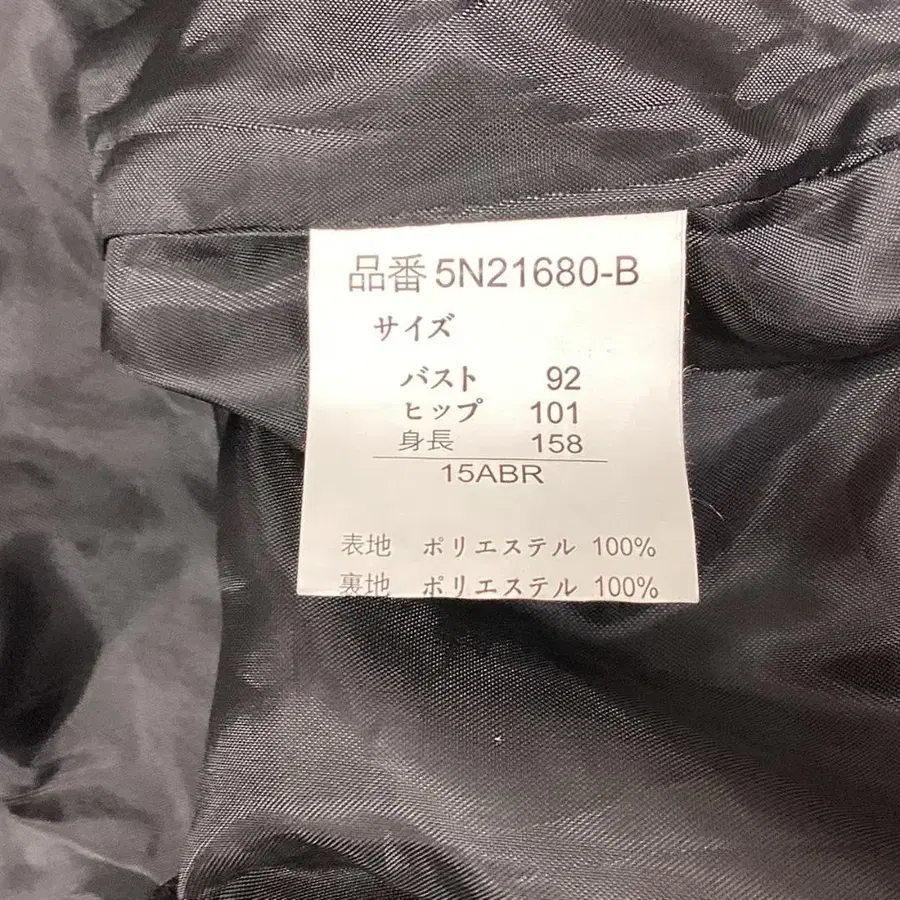 品番 5N21680-B
サイズ
バスト 92
ヒップ 101
身長 158
15ABR
表地 ポリエステル 100%
裏地 ポリエステル 100%